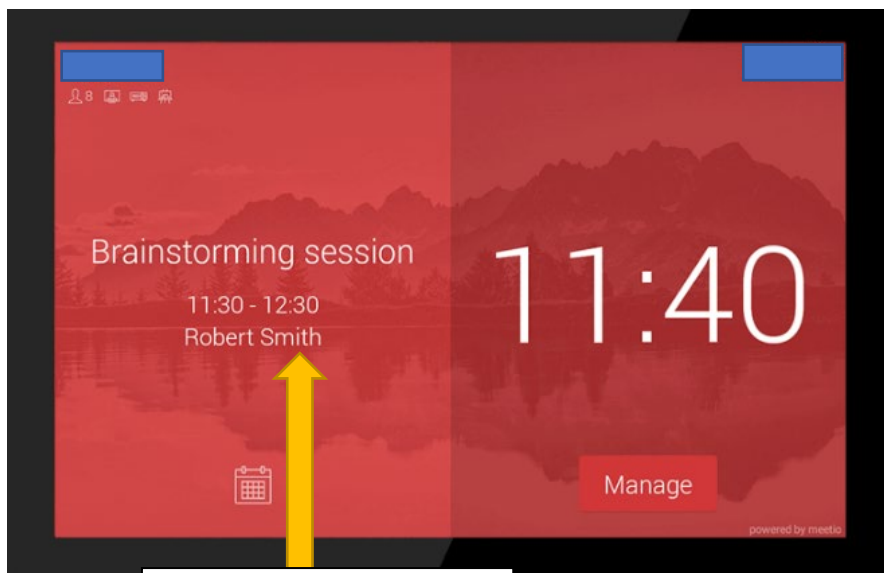 8
Brainstorming session
11:30 - 12:30
Robert Smith
11:40
Manage
powered by meetio